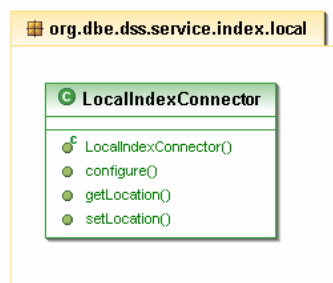 org.dbe.dss.service.index.local
C LocalIndexConnector
C LocalIndexConnector()
configure()
getLocation()
setLocation()